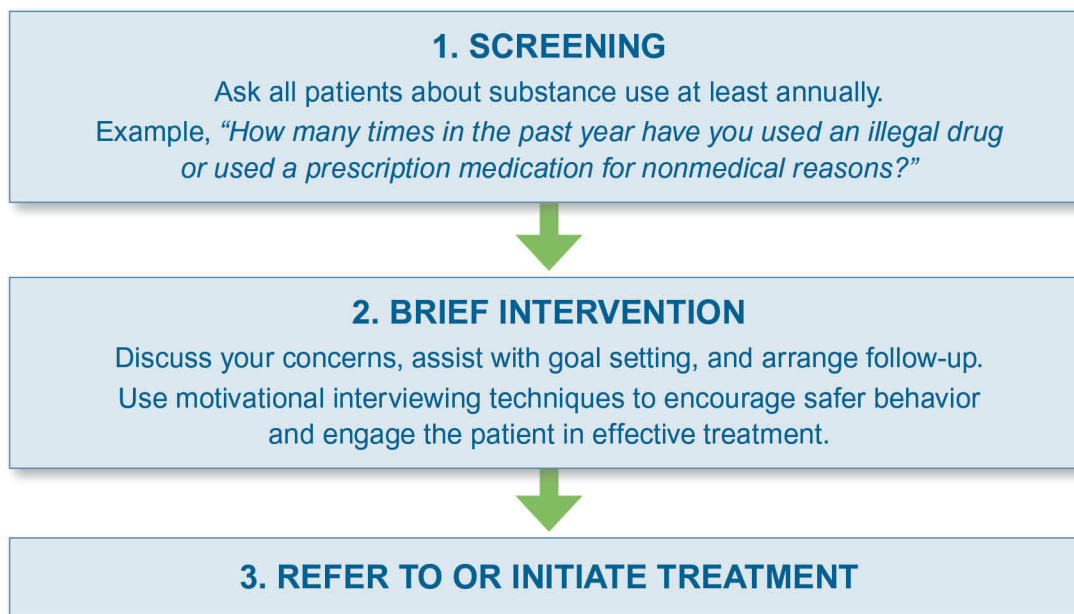 1. SCREENING
Ask all patients about substance use at least annually.
Example, “How many times in the past year have you used an illegal drug
or used a prescription medication for nonmedical reasons?”
2. BRIEF INTERVENTION
Discuss your concerns, assist with goal setting, and arrange follow-up.
Use motivational interviewing techniques to encourage safer behavior
and engage the patient in effective treatment.
3. REFER TO OR INITIATE TREATMENT